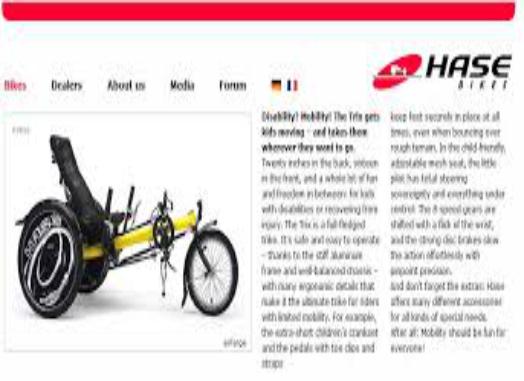 HASE
BIKES
Bikes Dealers About us Media Forum
Disability? Mobility! The Trix gets
kids moving – and takes them
wherever they want to go.
Twenty inches in the back, sixteen
in the front, and a whole lot of fun
and freedom in between: for kids
with disabilities or recovering from
injury. The Trix is a full-fledged
trike. It's safe and easy to operate
– thanks to the stiff aluminum
frame and well-balanced chassis –
with many ergonomic details that
make it the ultimate trike for riders
with limited mobility. For example,
the extra-short children's crankset
and the pedals with toe clips and
straps
keep feet securely in place at all
times, even when bouncing over
rough terrain. In the child-friendly,
adjustable mesh seat, the little
pilot has total steering
sovereignty and everything under
control: The 8 speed gears are
shifted with a flick of the wrist,
and the strong disc brakes slow
the action effortlessly with
pinpoint precision.
And don't forget the extras: Hase
offers many different accessories
for all kinds of special needs.
After all: Mobility should be fun for
everyone!
enlarge